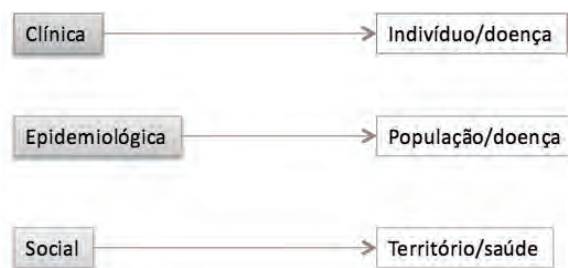 Clínica Indivíduo/doença
Epidemiológica População/doença
Social Território/saúde